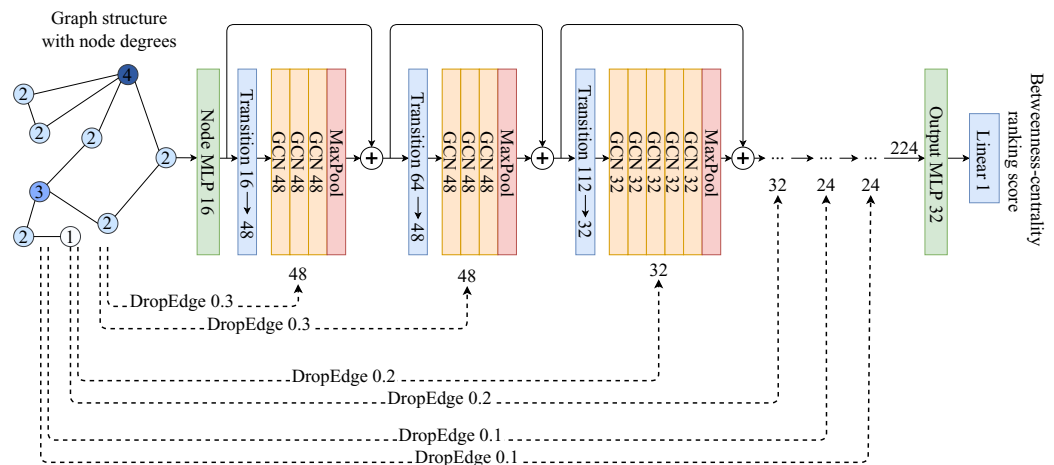 Graph structure
with node degrees
4
2
2
2
2
3
2
2
1
Node MLP 16
Transition 16 → 48
GCN 48
GCN 48
GCN 48
MaxPool
+
Transition 64 → 48
GCN 48
GCN 48
GCN 48
MaxPool
+
Transition 112 → 32
GCN 32
GCN 32
GCN 32
GCN 32
GCN 32
MaxPool
+
...
...
...
224
Output MLP 32
Linear 1
Betweenness-centrality
ranking score
48
48
32
32
24
24
DropEdge 0.3
DropEdge 0.3
DropEdge 0.2
DropEdge 0.2
DropEdge 0.1
DropEdge 0.1